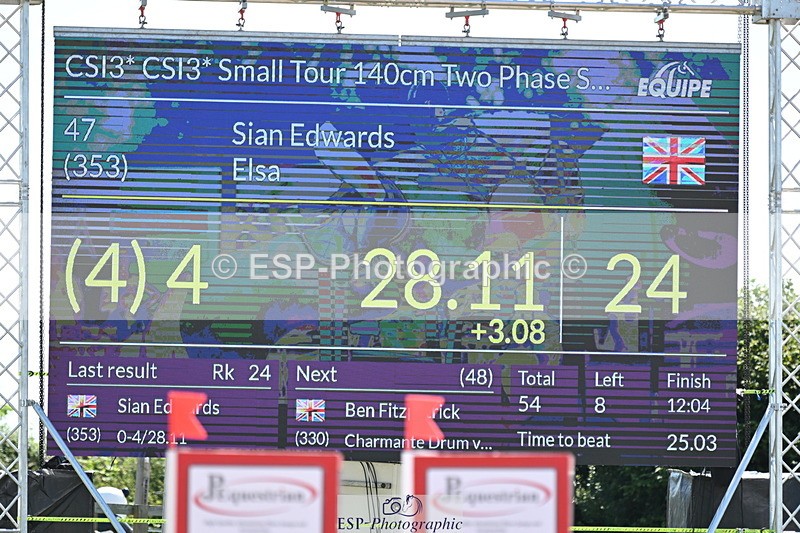 CSI3* CSI3* Small Tour 140cm Two Phase S...
EQUIPE
47 Sian Edwards
(353) Elsa
(4) 4 28.11 24
+3.08
© ESP-Photographic ©
Last result Rk 24 Next (48) Total Left Finish
Sian Edwards Ben Fitzpatrick 54 8 12:04
(353) 0-4/28.11 (330) Charmante Drum v... Time to beat 25.03
Equestrian Equestrian
ESP-Photographic